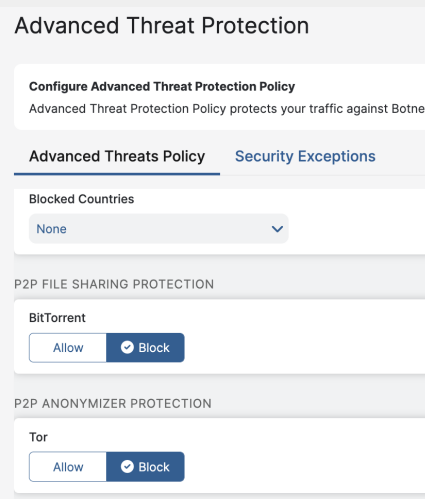 Advanced Threat Protection
Configure Advanced Threat Protection Policy
Advanced Threat Protection Policy protects your traffic against Botne
Advanced Threats Policy
Security Exceptions
Blocked Countries
None
P2P FILE SHARING PROTECTION
BitTorrent
Allow
Block
P2P ANONYMIZER PROTECTION
Tor
Allow
Block